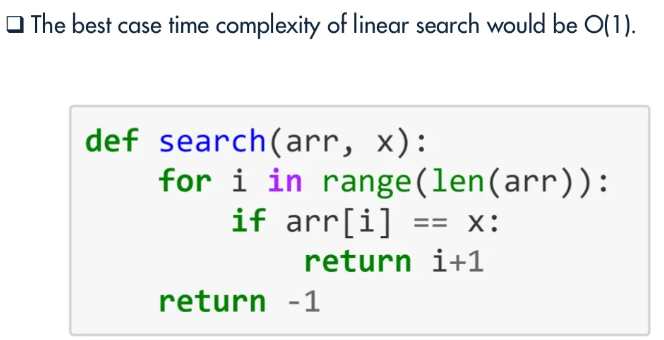 ❑ The best case time complexity of linear search would be O(1).
def search(arr, x):
    for i in range(len(arr)):
        if arr[i] == x:
            return i+1
    return -1